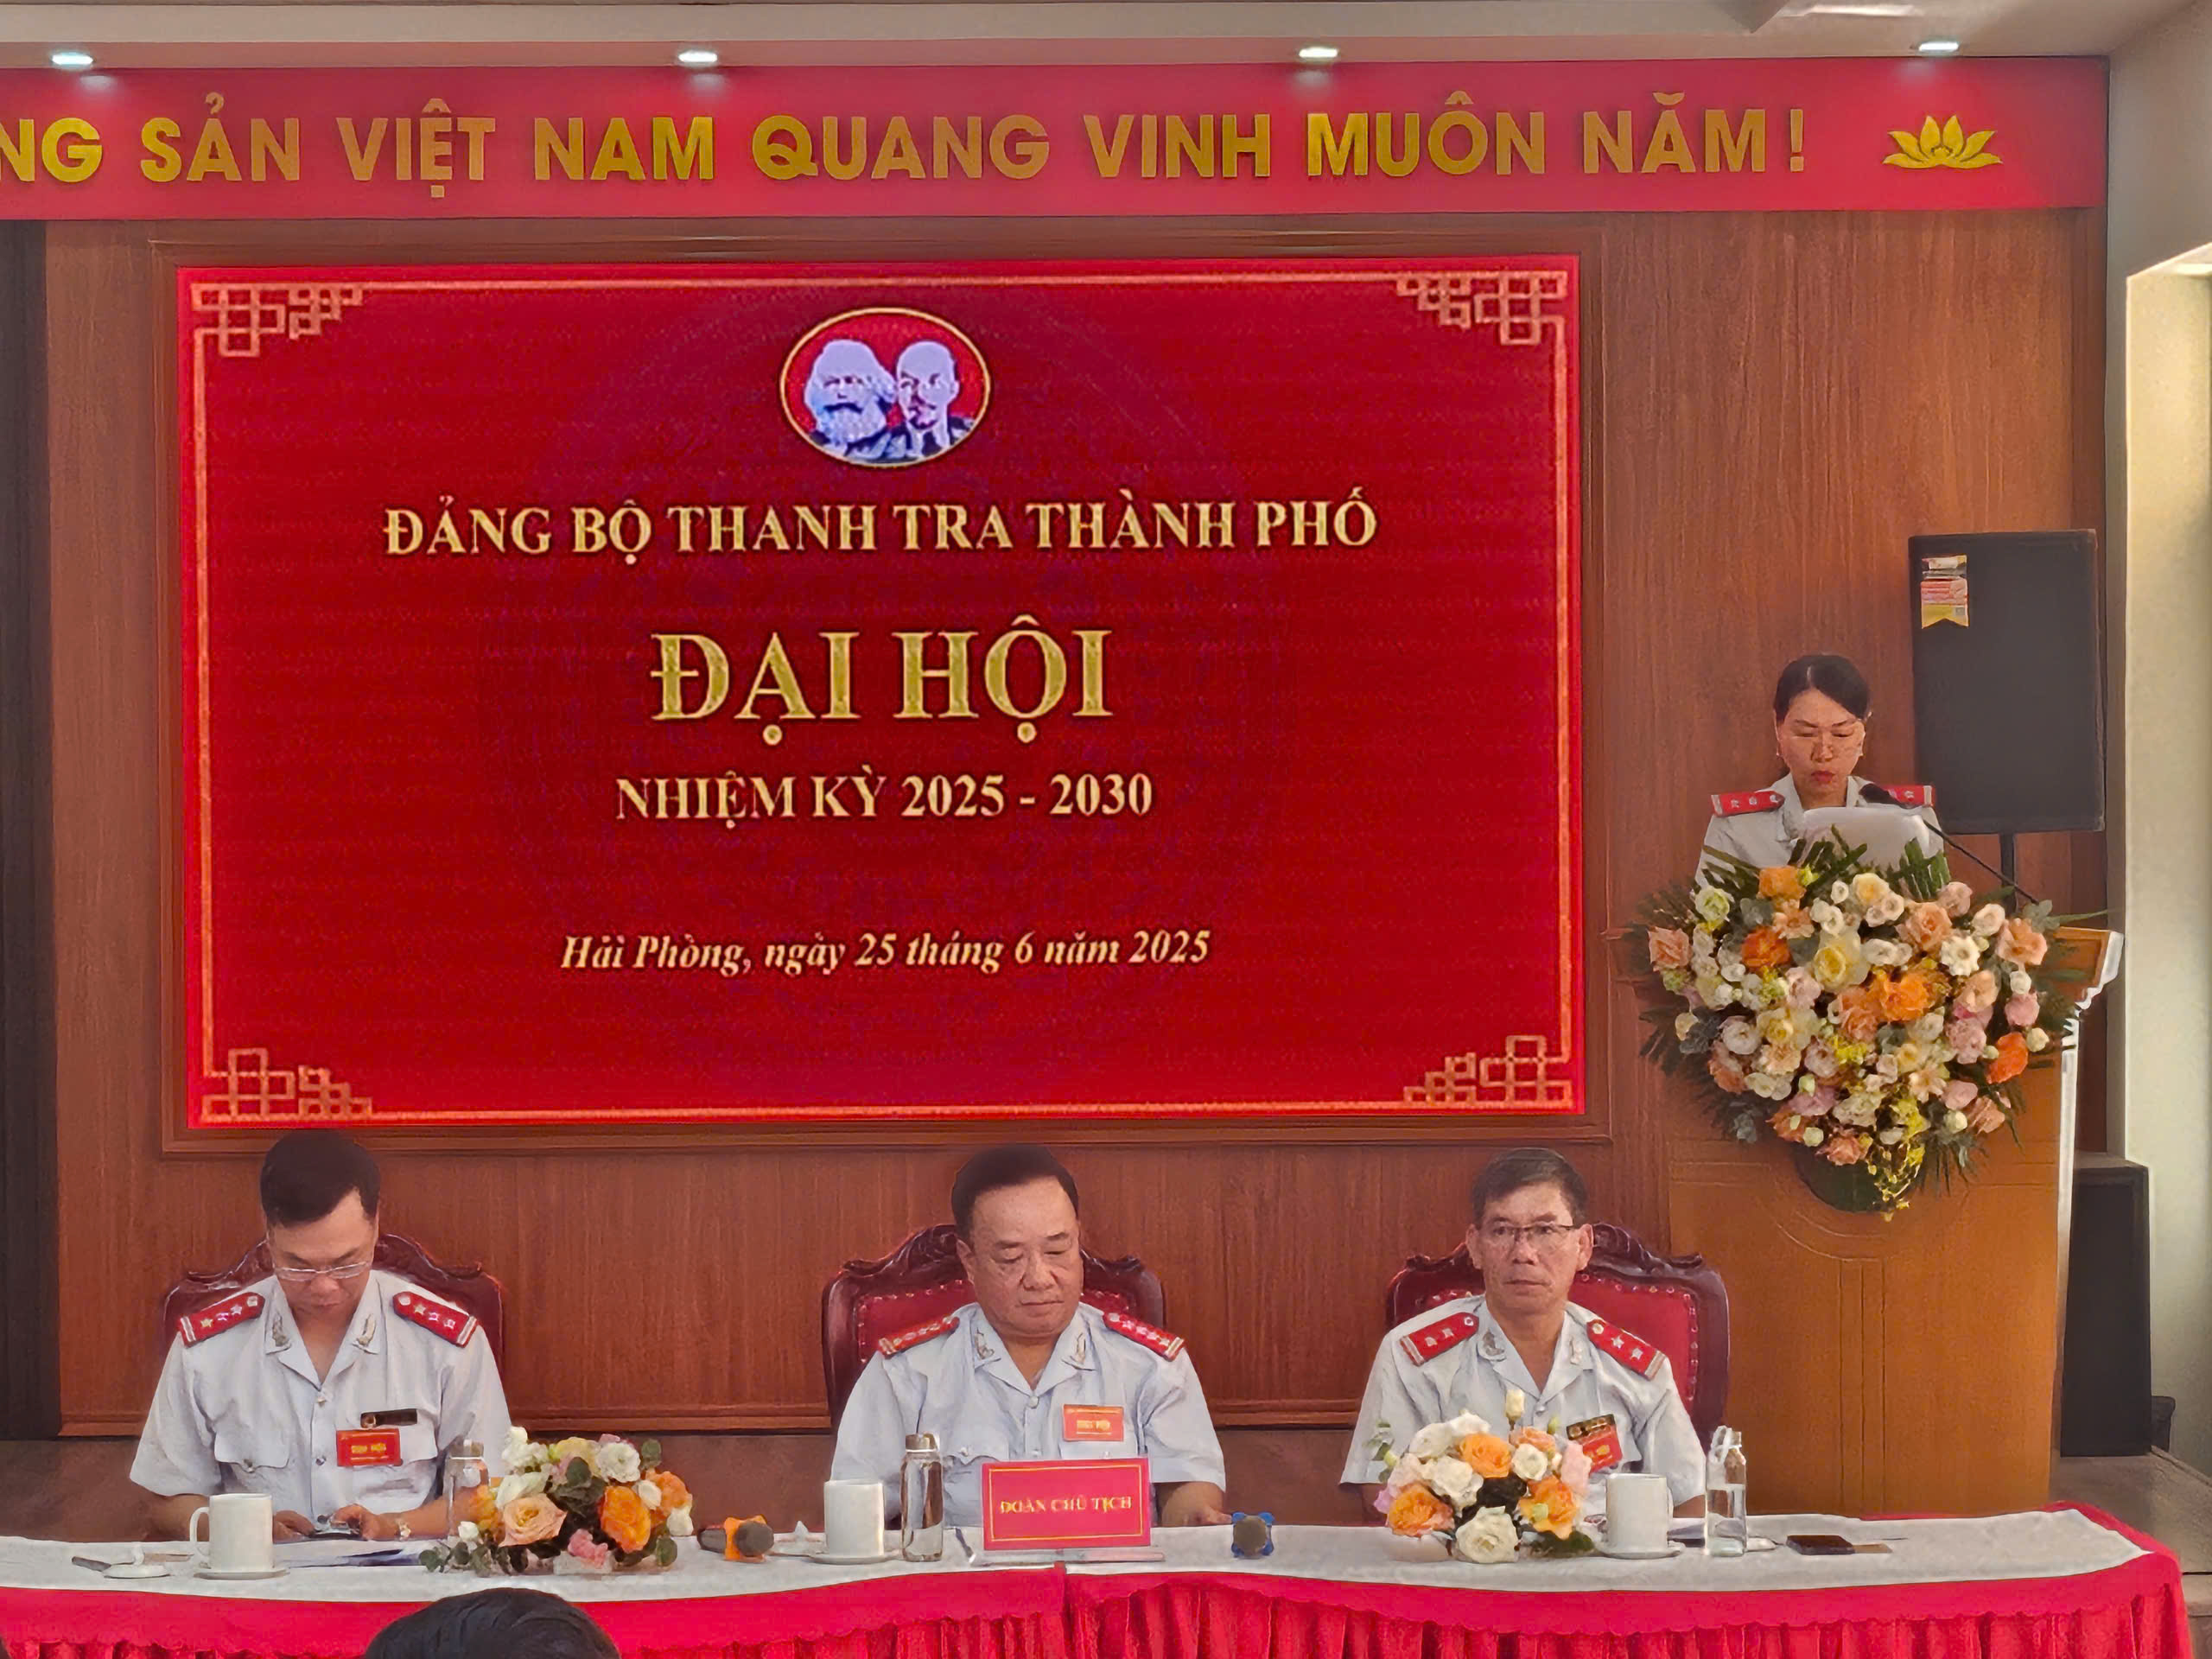 NG SẢN VIỆT NAM QUANG VINH MUÔN NĂM!
ĐẢNG BỘ THANH TRA THÀNH PHỐ
ĐẠI HỘI
NHIỆM KỲ 2025 - 2030
Hải Phòng, ngày 25 tháng 6 năm 2025
ĐOÀN CHỦ TỊCH